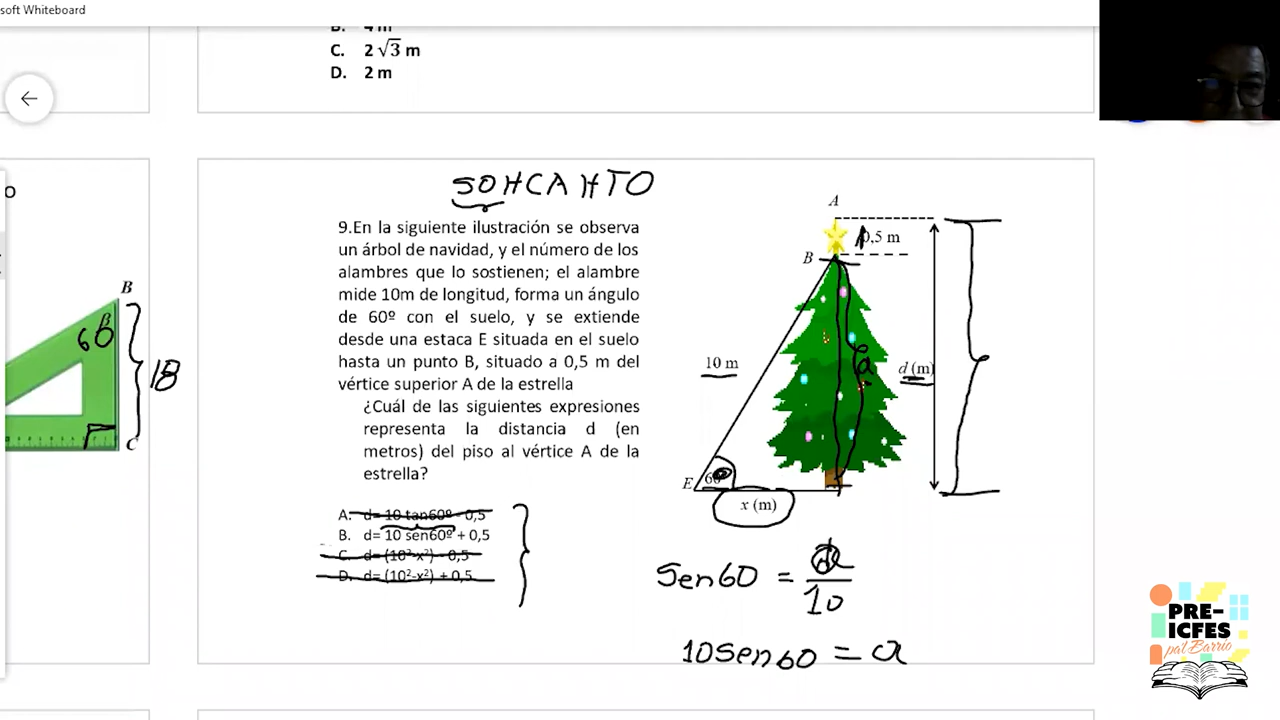 soft Whiteboard
B. 4 m
C. 2 √3 m
D. 2 m
O
B
60
18
C
SOHCAHTO
9.En la siguiente ilustración se observa
un árbol de navidad, y el número de los
alambres que lo sostienen; el alambre
mide 10m de longitud, forma un ángulo
de 60º con el suelo, y se extiende
desde una estaca E situada en el suelo
hasta un punto B, situado a 0,5 m del
vértice superior A de la estrella
¿Cuál de las siguientes expresiones
representa la distancia d (en
metros) del piso al vértice A de la
estrella?
A. d= 10 tan60º - 0,5
B. d= 10 sen60º + 0,5
C. d= (10²-x²) - 0,5
D. d= (10²-x²) + 0,5
A
0,5 m
B
10 m
a
d (m)
E
60
x (m)
Sen60 = a/10
10Sen60 = a
PRE-
ICFES
pal Barrio